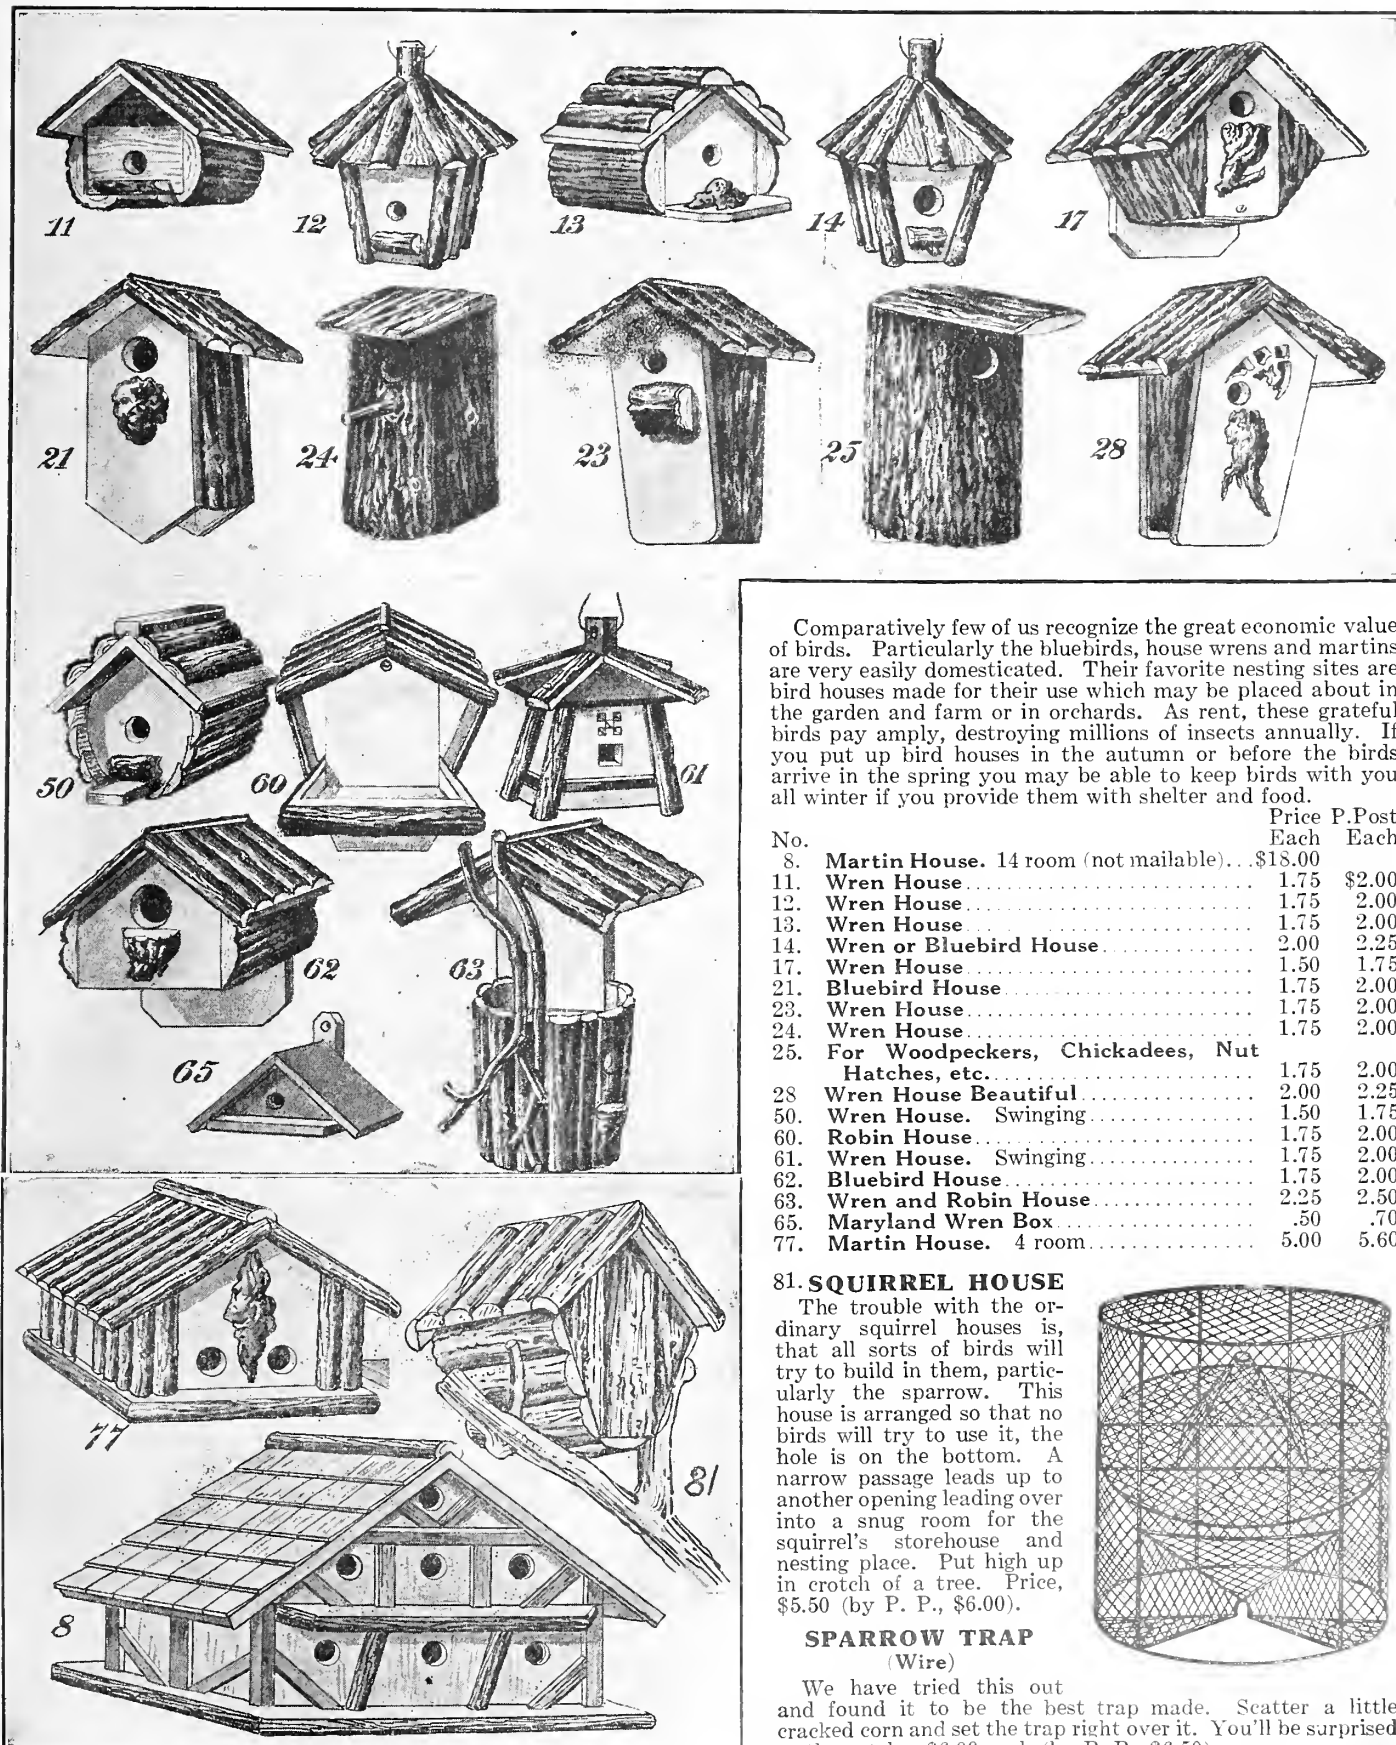 11
12
13
14
17
21
24
23
25
28
50
60
61
62
63
65
77
81
8
Comparatively few of us recognize the great economic value
of birds. Particularly the bluebirds, house wrens and martins
are very easily domesticated. Their favorite nesting sites are
bird houses made for their use which may be placed about in
the garden and farm or in orchards. As rent, these grateful
birds pay amply, destroying millions of insects annually. If
you put up bird houses in the autumn or before the birds
arrive in the spring you may be able to keep birds with you
all winter if you provide them with shelter and food.
Price P.Post
No. Each Each
8. Martin House. 14 room (not mailable)...$18.00
11. Wren House 1.75 $2.00
12. Wren House 1.75 2.00
13. Wren House 1.75 2.00
14. Wren or Bluebird House 2.00 2.25
17. Wren House 1.50 1.75
21. Bluebird House 1.75 2.00
23. Wren House 1.75 2.00
24. Wren House 1.75 2.00
25. For Woodpeckers, Chickadees, Nut
Hatches, etc. 1.75 2.00
28 Wren House Beautiful 2.00 2.25
50. Wren House. Swinging 1.50 1.75
60. Robin House 1.75 2.00
61. Wren House. Swinging 1.75 2.00
62. Bluebird House 1.75 2.00
63. Wren and Robin House 2.25 2.50
65. Maryland Wren Box .50 .70
77. Martin House. 4 room 5.00 5.60
81. SQUIRREL HOUSE
The trouble with the or-
dinary squirrel houses is,
that all sorts of birds will
try to build in them, partic-
ularly the sparrow. This
house is arranged so that no
birds will try to use it, the
hole is on the bottom. A
narrow passage leads up to
another opening leading over
into a snug room for the
squirrel's storehouse and
nesting place. Put high up
in crotch of a tree. Price,
$5.50 (by P. P., $6.00).
SPARROW TRAP
(Wire)
We have tried this out
and found it to be the best trap made. Scatter a little
cracked corn and set the trap right over it. You'll be surprised